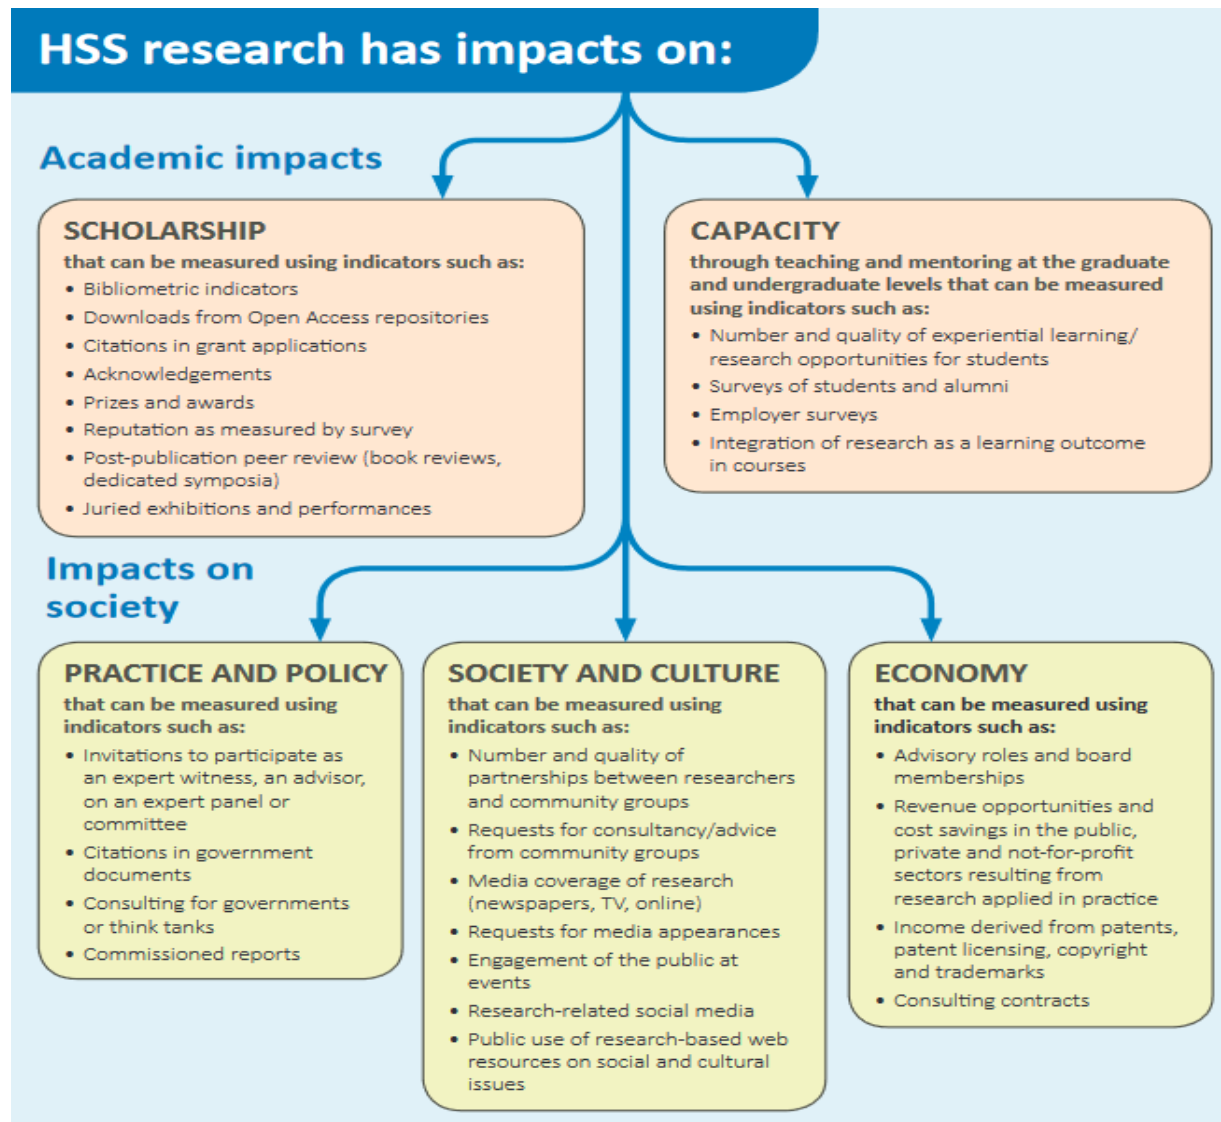 HSS research has impacts on:
Academic impacts
SCHOLARSHIP
that can be measured using indicators such as:
• Bibliometric indicators
• Downloads from Open Access repositories
• Citations in grant applications
• Acknowledgements
• Prizes and awards
• Reputation as measured by survey
• Post-publication peer review (book reviews,
dedicated symposia)
• Juried exhibitions and performances
CAPACITY
through teaching and mentoring at the graduate
and undergraduate levels that can be measured
using indicators such as:
• Number and quality of experiential learning/
research opportunities for students
• Surveys of students and alumni
• Employer surveys
• Integration of research as a learning outcome
in courses
Impacts on
society
PRACTICE AND POLICY
that can be measured using
indicators such as:
• Invitations to participate as
an expert witness, an advisor,
on an expert panel or
committee
• Citations in government
documents
• Consulting for governments
or think tanks
• Commissioned reports
SOCIETY AND CULTURE
that can be measured using
indicators such as:
• Number and quality of
partnerships between researchers
and community groups
• Requests for consultancy/advice
from community groups
• Media coverage of research
(newspapers, TV, online)
• Requests for media appearances
• Engagement of the public at
events
• Research-related social media
• Public use of research-based web
resources on social and cultural
issues
ECONOMY
that can be measured using
indicators such as:
• Advisory roles and board
memberships
• Revenue opportunities and
cost savings in the public,
private and not-for-profit
sectors resulting from
research applied in practice
• Income derived from patents,
patent licensing, copyright
and trademarks
• Consulting contracts